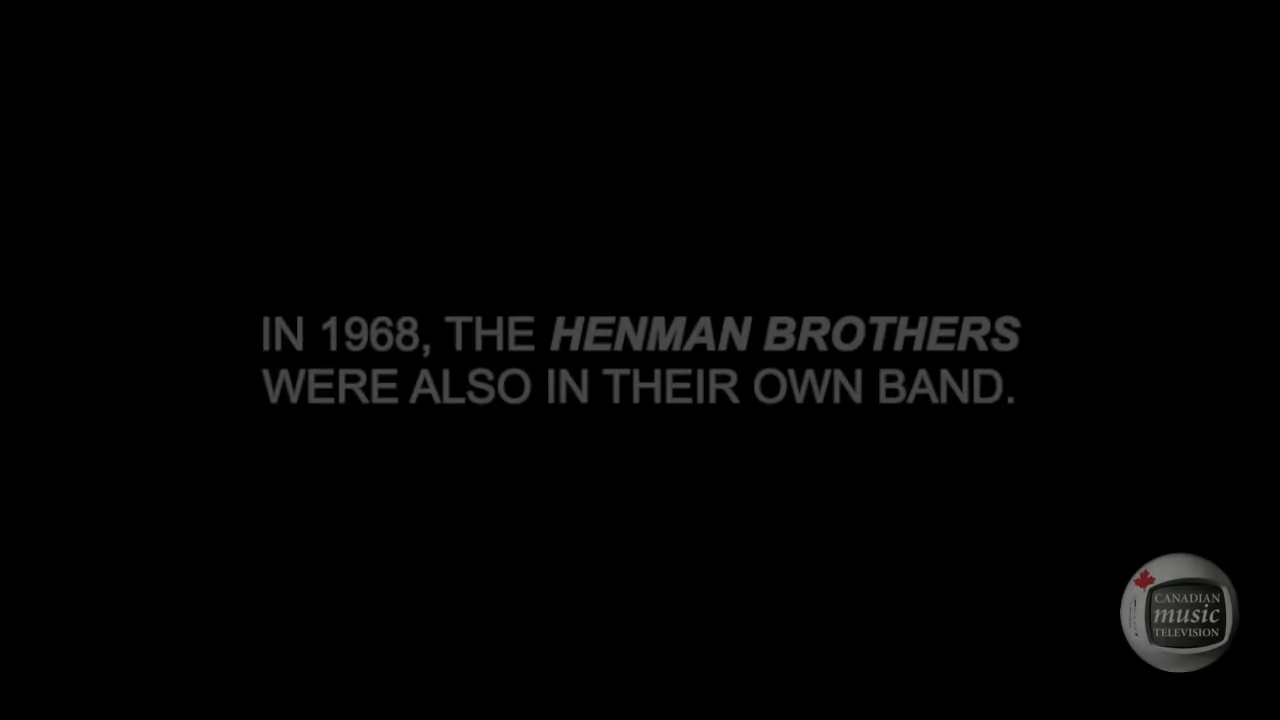 IN 1968, THE HENMAN BROTHERS
WERE ALSO IN THEIR OWN BAND.
CANADIAN
music
TELEVISION